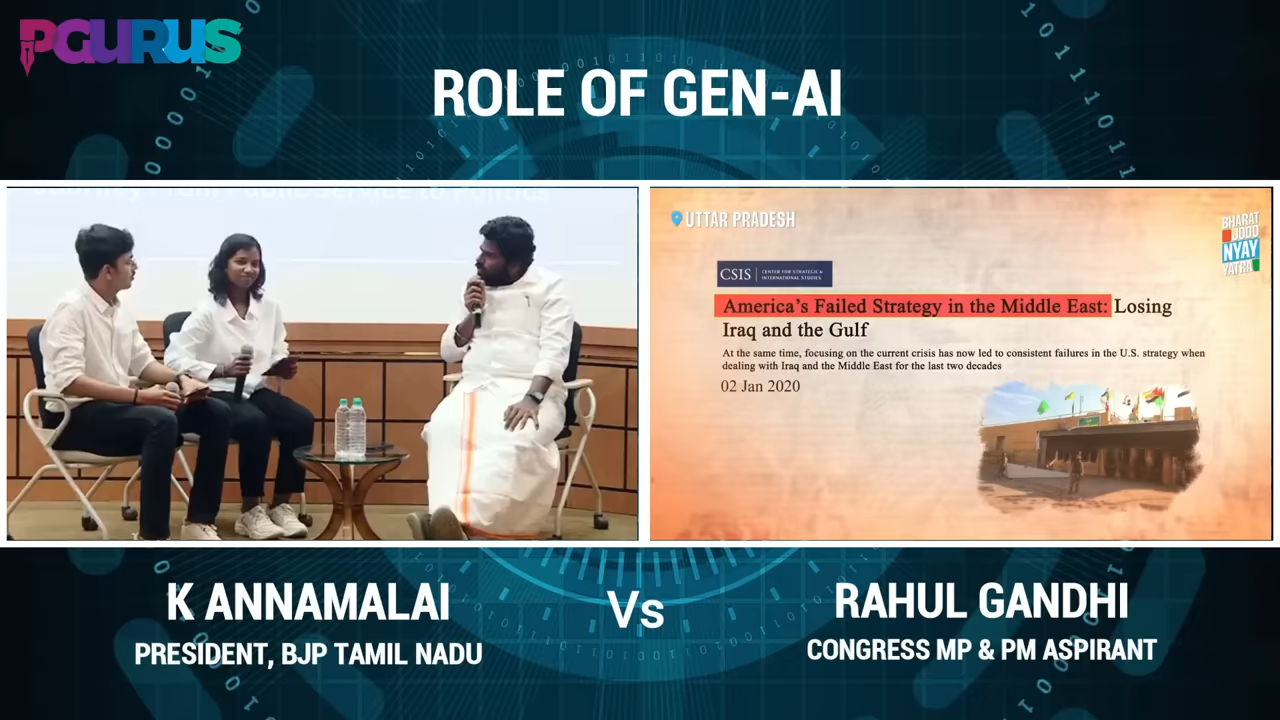 PGURUS
ROLE OF GEN-AI
UTTAR PRADESH
BHARAT
JODO
NYAY
YATRA
CSIS | CENTER FOR STRATEGIC &
INTERNATIONAL STUDIES
America's Failed Strategy in the Middle East: Losing
Iraq and the Gulf
At the same time, focusing on the current crisis has now led to consistent failures in the U.S. strategy when
dealing with Iraq and the Middle East for the last two decades
02 Jan 2020
K ANNAMALAI
PRESIDENT, BJP TAMIL NADU
Vs
RAHUL GANDHI
CONGRESS MP & PM ASPIRANT